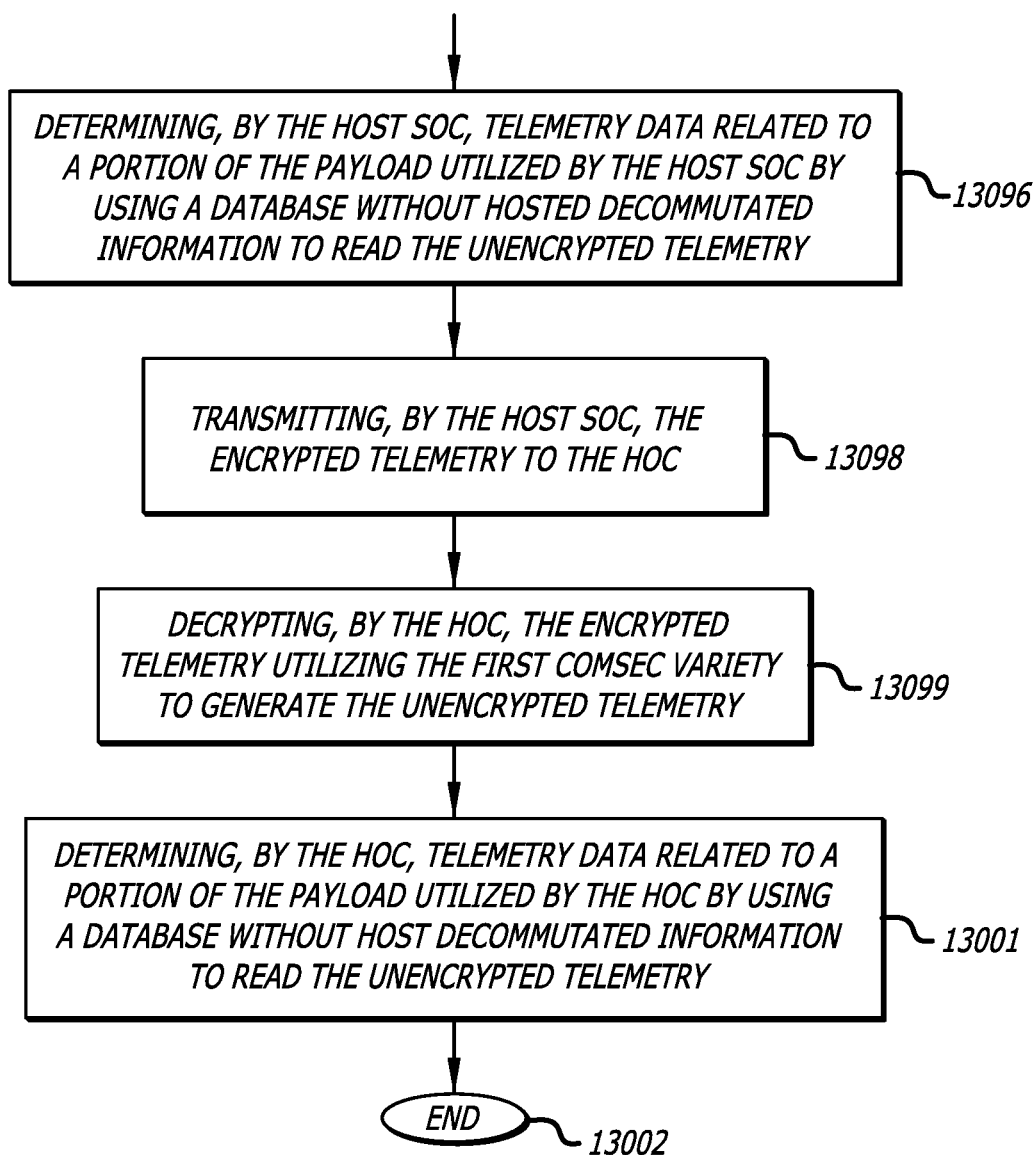 DETERMINING, BY THE HOST SOC, TELEMETRY DATA RELATED TO
A PORTION OF THE PAYLOAD UTILIZED BY THE HOST SOC BY
USING A DATABASE WITHOUT HOSTED DECOMMUTATED
INFORMATION TO READ THE UNENCRYPTED TELEMETRY
13096
TRANSMITTING, BY THE HOST SOC, THE
ENCRYPTED TELEMETRY TO THE HOC
13098
DECRYPTING, BY THE HOC, THE ENCRYPTED
TELEMETRY UTILIZING THE FIRST COMSEC VARIETY
TO GENERATE THE UNENCRYPTED TELEMETRY
13099
DETERMINING, BY THE HOC, TELEMETRY DATA RELATED TO A
PORTION OF THE PAYLOAD UTILIZED BY THE HOC BY USING
A DATABASE WITHOUT HOST DECOMMUTATED INFORMATION
TO READ THE UNENCRYPTED TELEMETRY
13001
END
13002